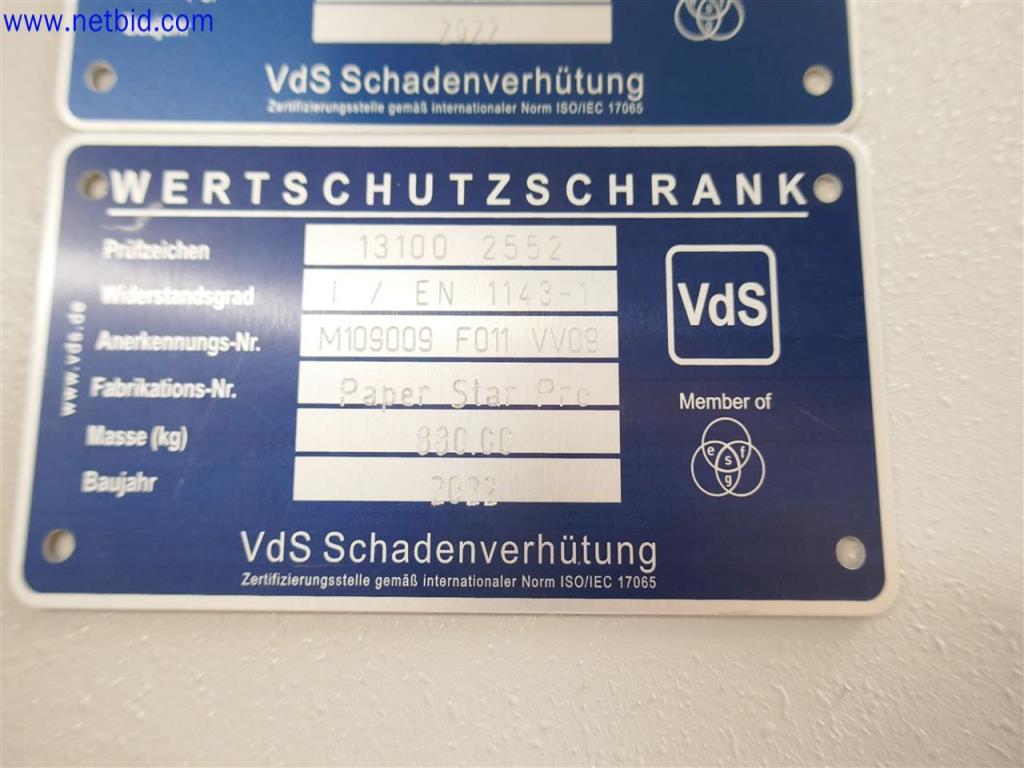 www.netbid.com
2022
VdS Schadenverhütung
Zertifizierungsstelle gemäß internationaler Norm ISO/IEC 17065
WERTSCHUTZSCHRANK
Prüfzeichen 13100 2552
Widerstandsgrad I / EN 1143-1
Anerkennungs-Nr. M109009 F011 VV09
Fabrikations-Nr. Paper Star Pro
Masse (kg)
Baujahr 2022
www.vds.de
VdS
Member of
e f s g
VdS Schadenverhütung
Zertifizierungsstelle gemäß internationaler Norm ISO/IEC 17065